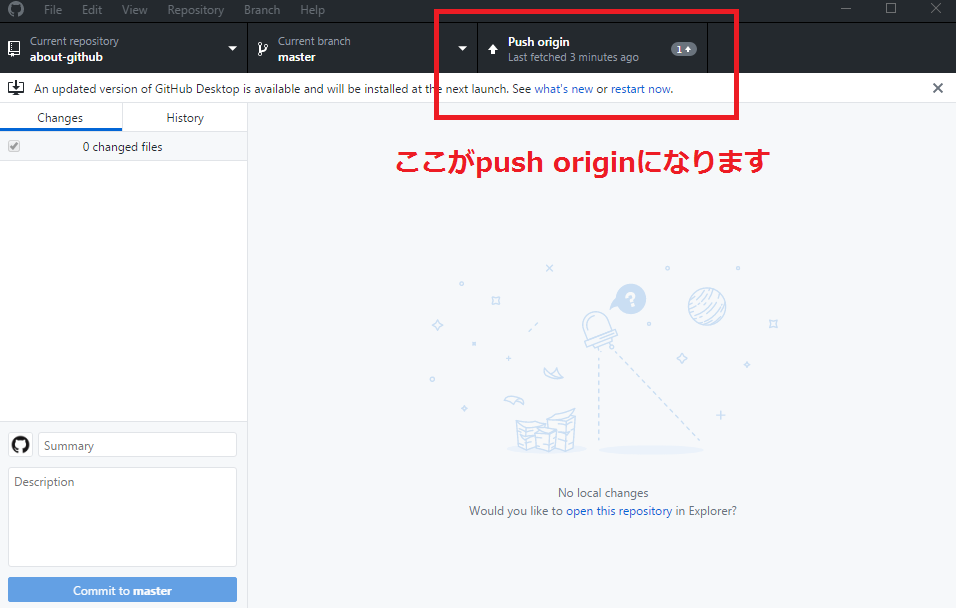 File Edit View Repository Branch Help
Current repository
about-github
Current branch
master
Push origin
Last fetched 3 minutes ago
1
An updated version of GitHub Desktop is available and will be installed at the next launch. See what's new or restart now.
Changes History
0 changed files
ここがpush originになります
?
No local changes
Would you like to open this repository in Explorer?
Summary
Description
Commit to master